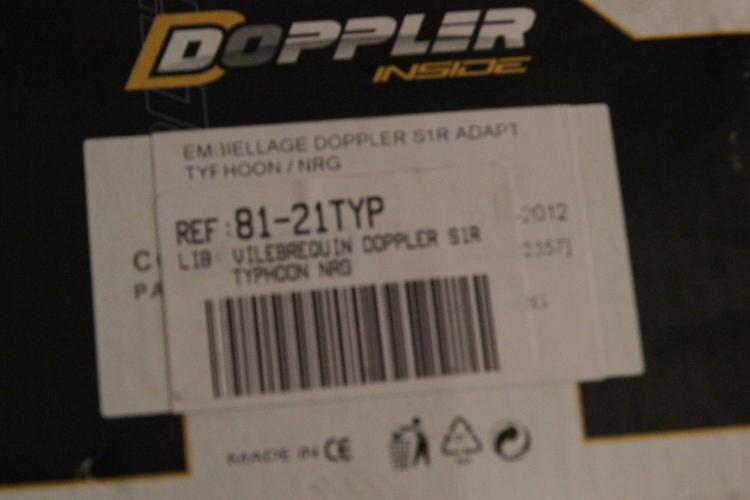 DOPPLER
INSIDE
EMBIELLAGE DOPPLER S1R ADAPT
TYPHOON / NRG
REF:81-21TYP
LIB: VILEBREQUIN DOPPLER S1R
TYPHOON NRG
-2012
2357]
MADE IN CE